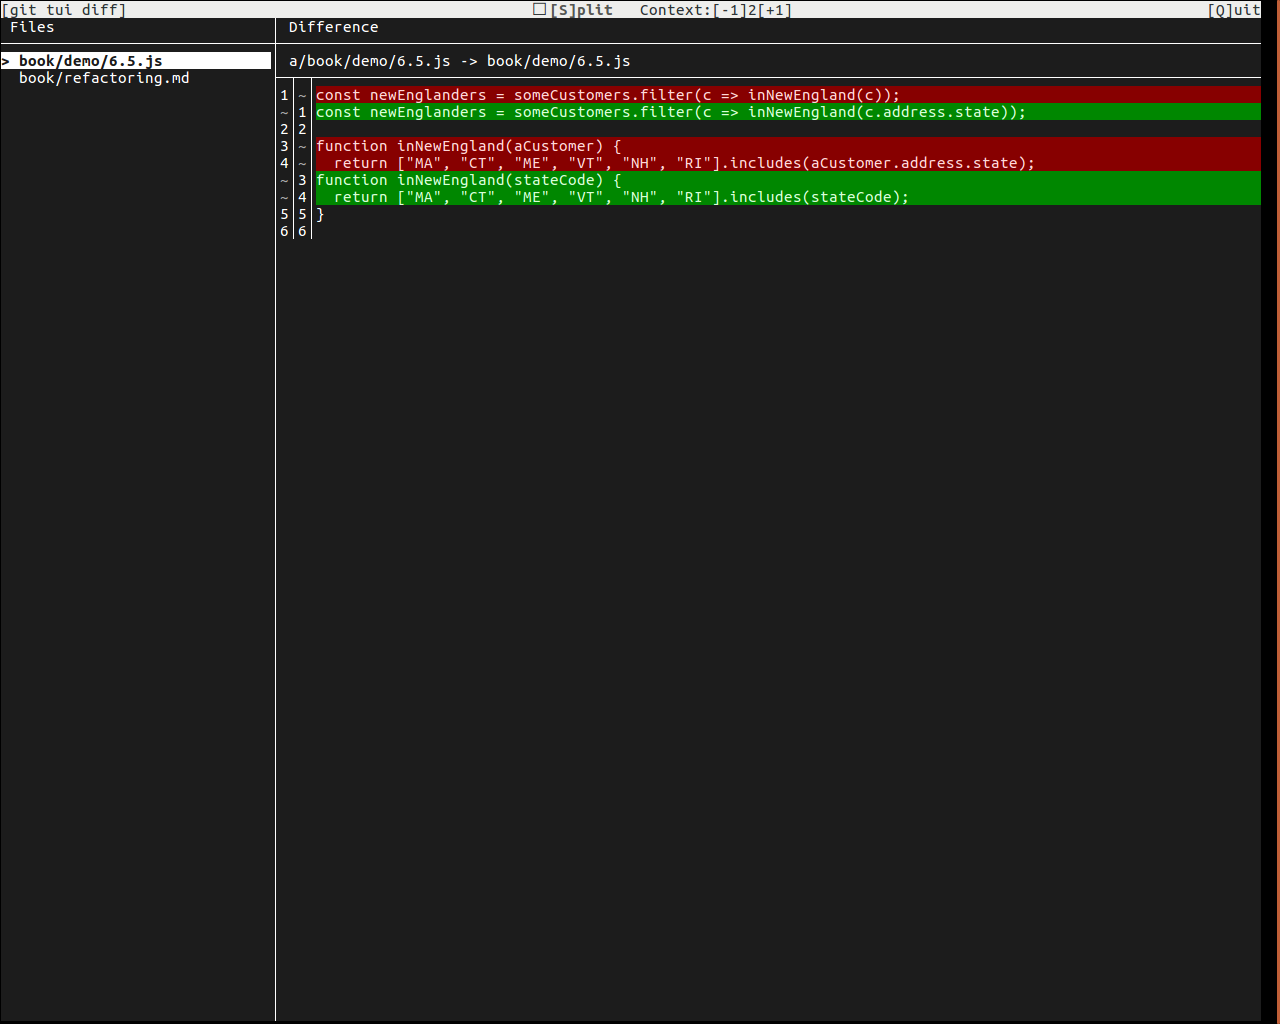 [git tui diff] ☐[S]plit Context:[-1]2[+1] [Q]uit
Files
> book/demo/6.5.js
book/refactoring.md
Difference
a/book/demo/6.5.js -> book/demo/6.5.js
1 ~ const newEnglanders = someCustomers.filter(c => inNewEngland(c));
~ 1 const newEnglanders = someCustomers.filter(c => inNewEngland(c.address.state));
2 2
3 ~ function inNewEngland(aCustomer) {
4 ~   return ["MA", "CT", "ME", "VT", "NH", "RI"].includes(aCustomer.address.state);
~ 3 function inNewEngland(stateCode) {
~ 4   return ["MA", "CT", "ME", "VT", "NH", "RI"].includes(stateCode);
5 5 }
6 6